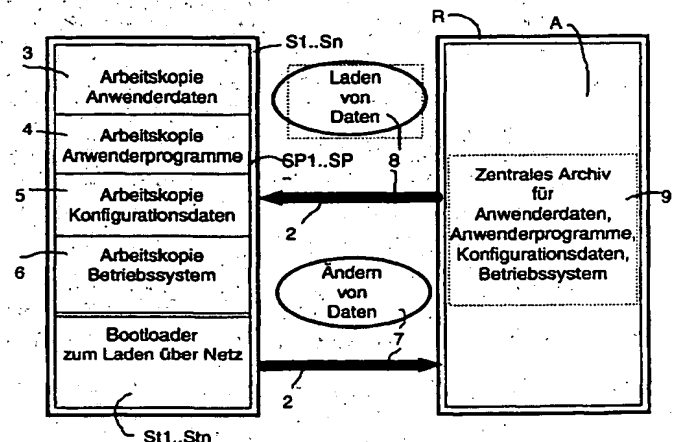 S1..Sn
R
A
3
Arbeitskopie
Anwenderdaten
Laden
von
Daten
4
Arbeitskopie
Anwenderprogramme
SP1..SP
8
5
Arbeitskopie
Konfigurationsdaten
2
Zentrales Archiv
für
Anwenderdaten,
Anwenderprogramme,
Konfigurationsdaten,
Betriebssystem
9
6
Arbeitskopie
Betriebssystem
Ändern
von
Daten
Bootloader
zum Laden über Netz
7
2
St1..Stn